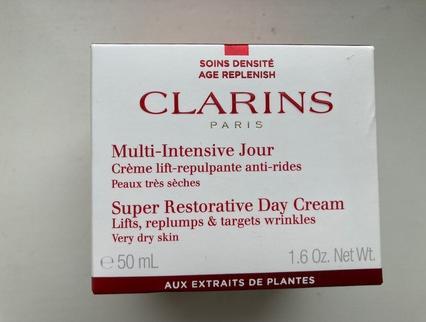 SOINS DENSITÉ
AGE REPLENISH
CLARINS
PARIS
Multi-Intensive Jour
Crème lift-repulpante anti-rides
Peaux très sèches
Super Restorative Day Cream
Lifts, replumps & targets wrinkles
Very dry skin
℮ 50 mL 1.6 Oz. Net Wt.
AUX EXTRAITS DE PLANTES